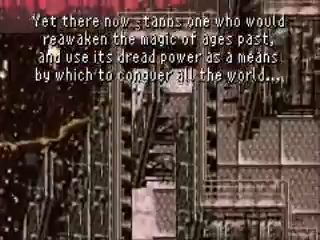 Yet there now stands one who would
reawaken the magic of ages past,
and use its dread power as a means
by which to conquer all the world...